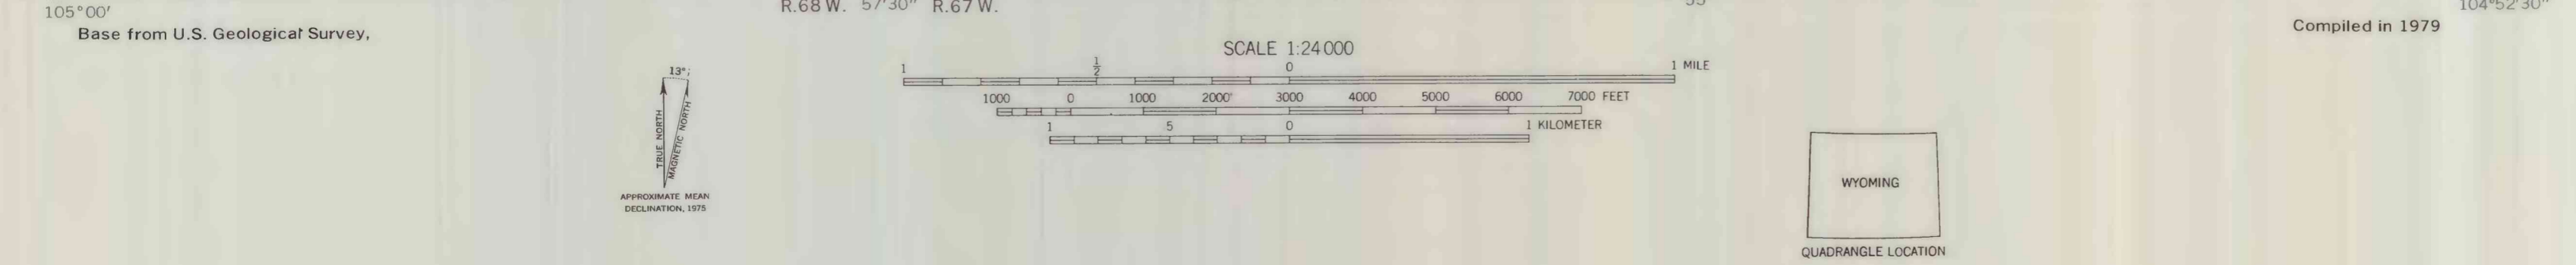 105°00'
R.68 W. 57'30" R.67 W.
104°52'30"
Base from U.S. Geological Survey,
Compiled in 1979
SCALE 1:24 000
1 1/2 0 1 MILE
1000 0 1000 2000 3000 4000 5000 6000 7000 FEET
1 5 0 1 KILOMETER
13°
TRUE NORTH
MAGNETIC NORTH
APPROXIMATE MEAN
DECLINATION, 1975
WYOMING
QUADRANGLE LOCATION